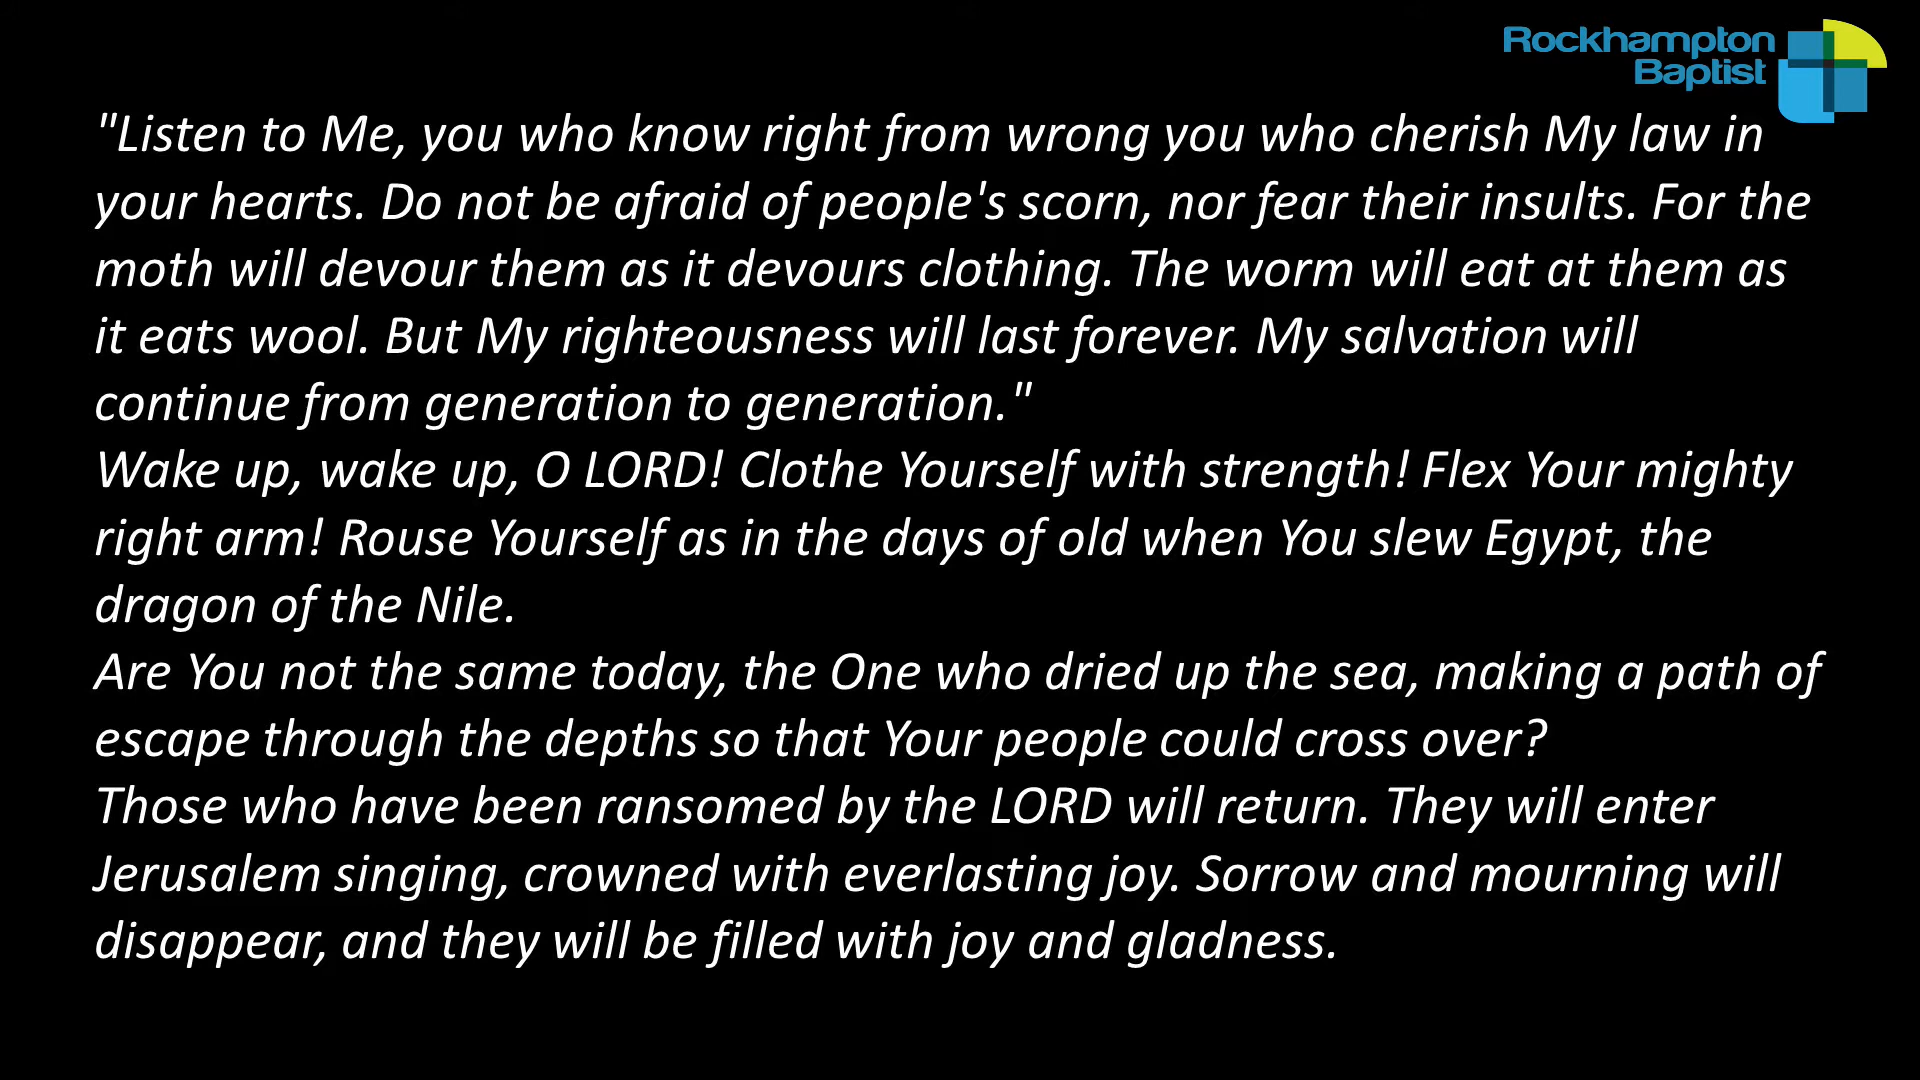 Rockhampton
Baptist
"Listen to Me, you who know right from wrong you who cherish My law in
your hearts. Do not be afraid of people's scorn, nor fear their insults. For the
moth will devour them as it devours clothing. The worm will eat at them as
it eats wool. But My righteousness will last forever. My salvation will
continue from generation to generation."
Wake up, wake up, O LORD! Clothe Yourself with strength! Flex Your mighty
right arm! Rouse Yourself as in the days of old when You slew Egypt, the
dragon of the Nile.
Are You not the same today, the One who dried up the sea, making a path of
escape through the depths so that Your people could cross over?
Those who have been ransomed by the LORD will return. They will enter
Jerusalem singing, crowned with everlasting joy. Sorrow and mourning will
disappear, and they will be filled with joy and gladness.